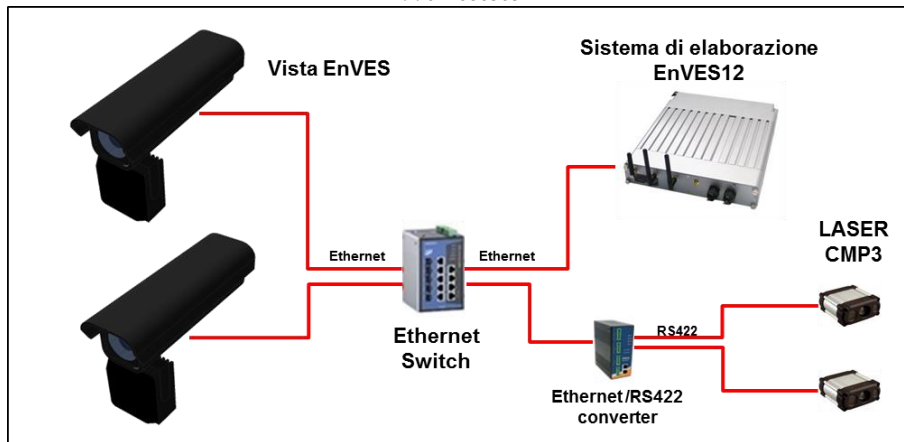 Vista EnVES
Sistema di elaborazione
EnVES12
LASER
CMP3
Ethernet
Ethernet
Ethernet
Switch
RS422
Ethernet/RS422
converter